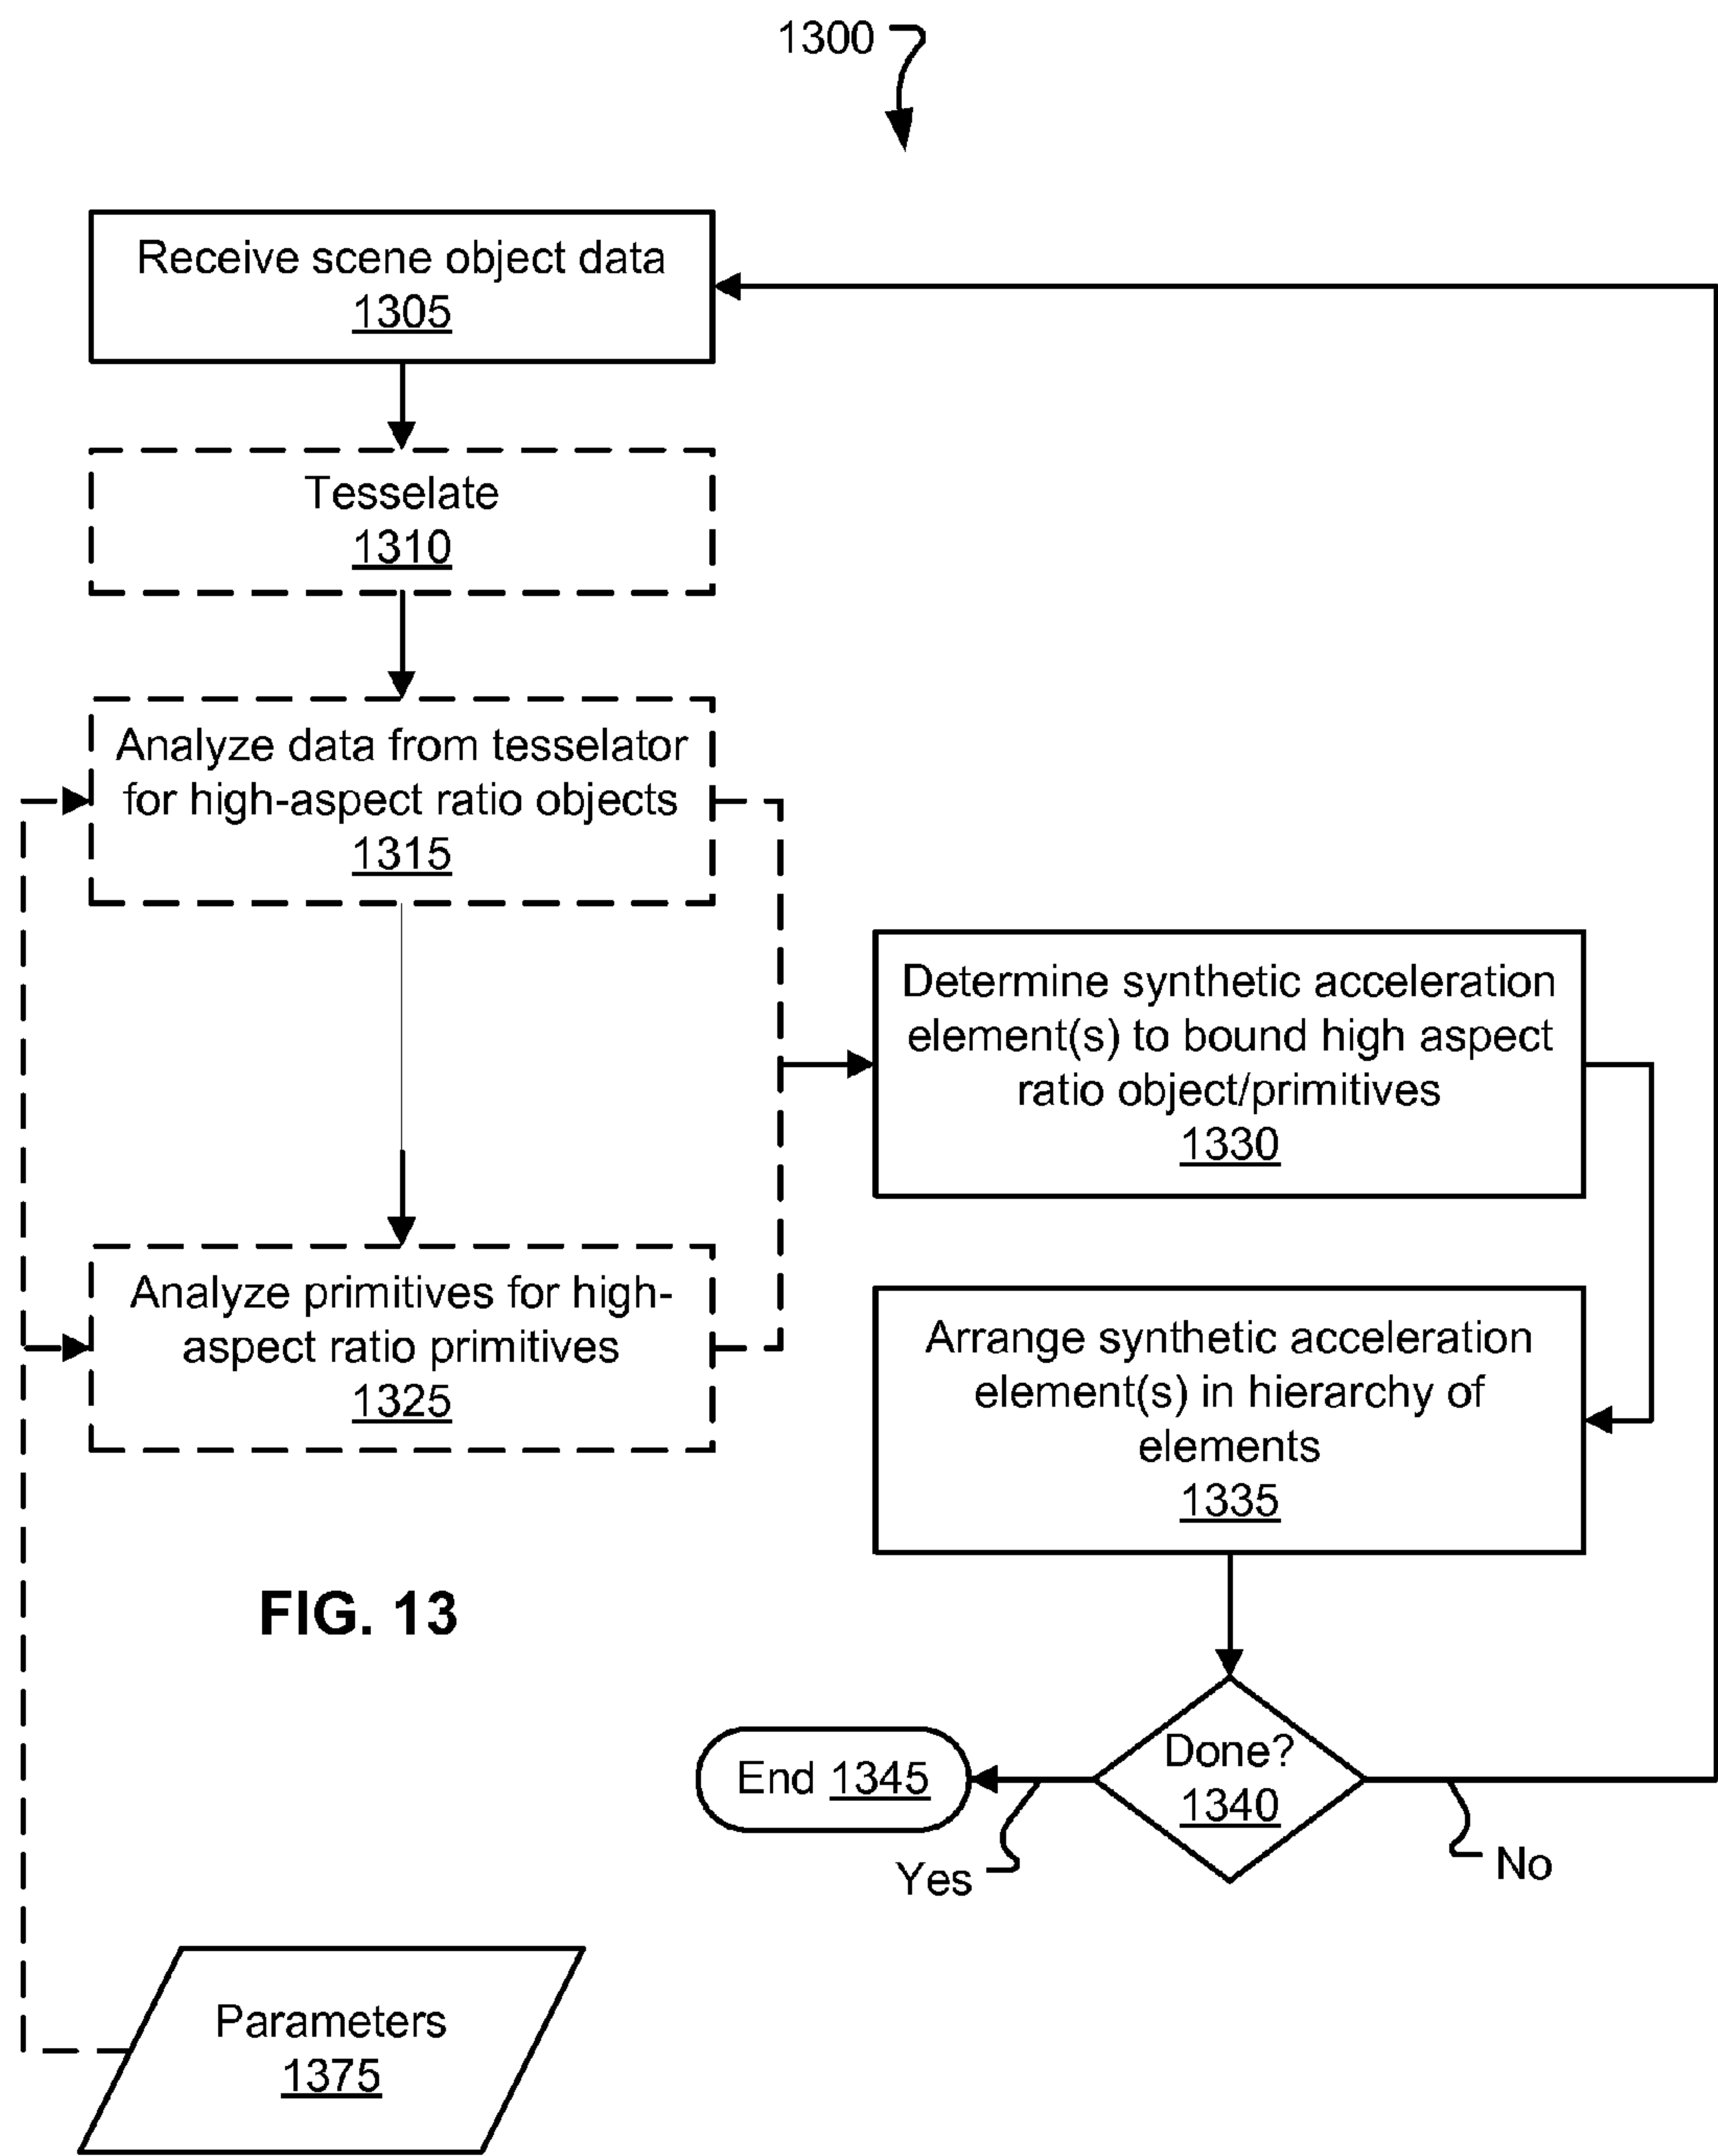 1300
Receive scene object data
1305
Tesselate
1310
Analyze data from tesselator
for high-aspect ratio objects
1315
Analyze primitives for high-
aspect ratio primitives
1325
Determine synthetic acceleration
element(s) to bound high aspect
ratio object/primitives
1330
Arrange synthetic acceleration
element(s) in hierarchy of
elements
1335
FIG. 13
Done?
1340
End 1345
Yes
No
Parameters
1375